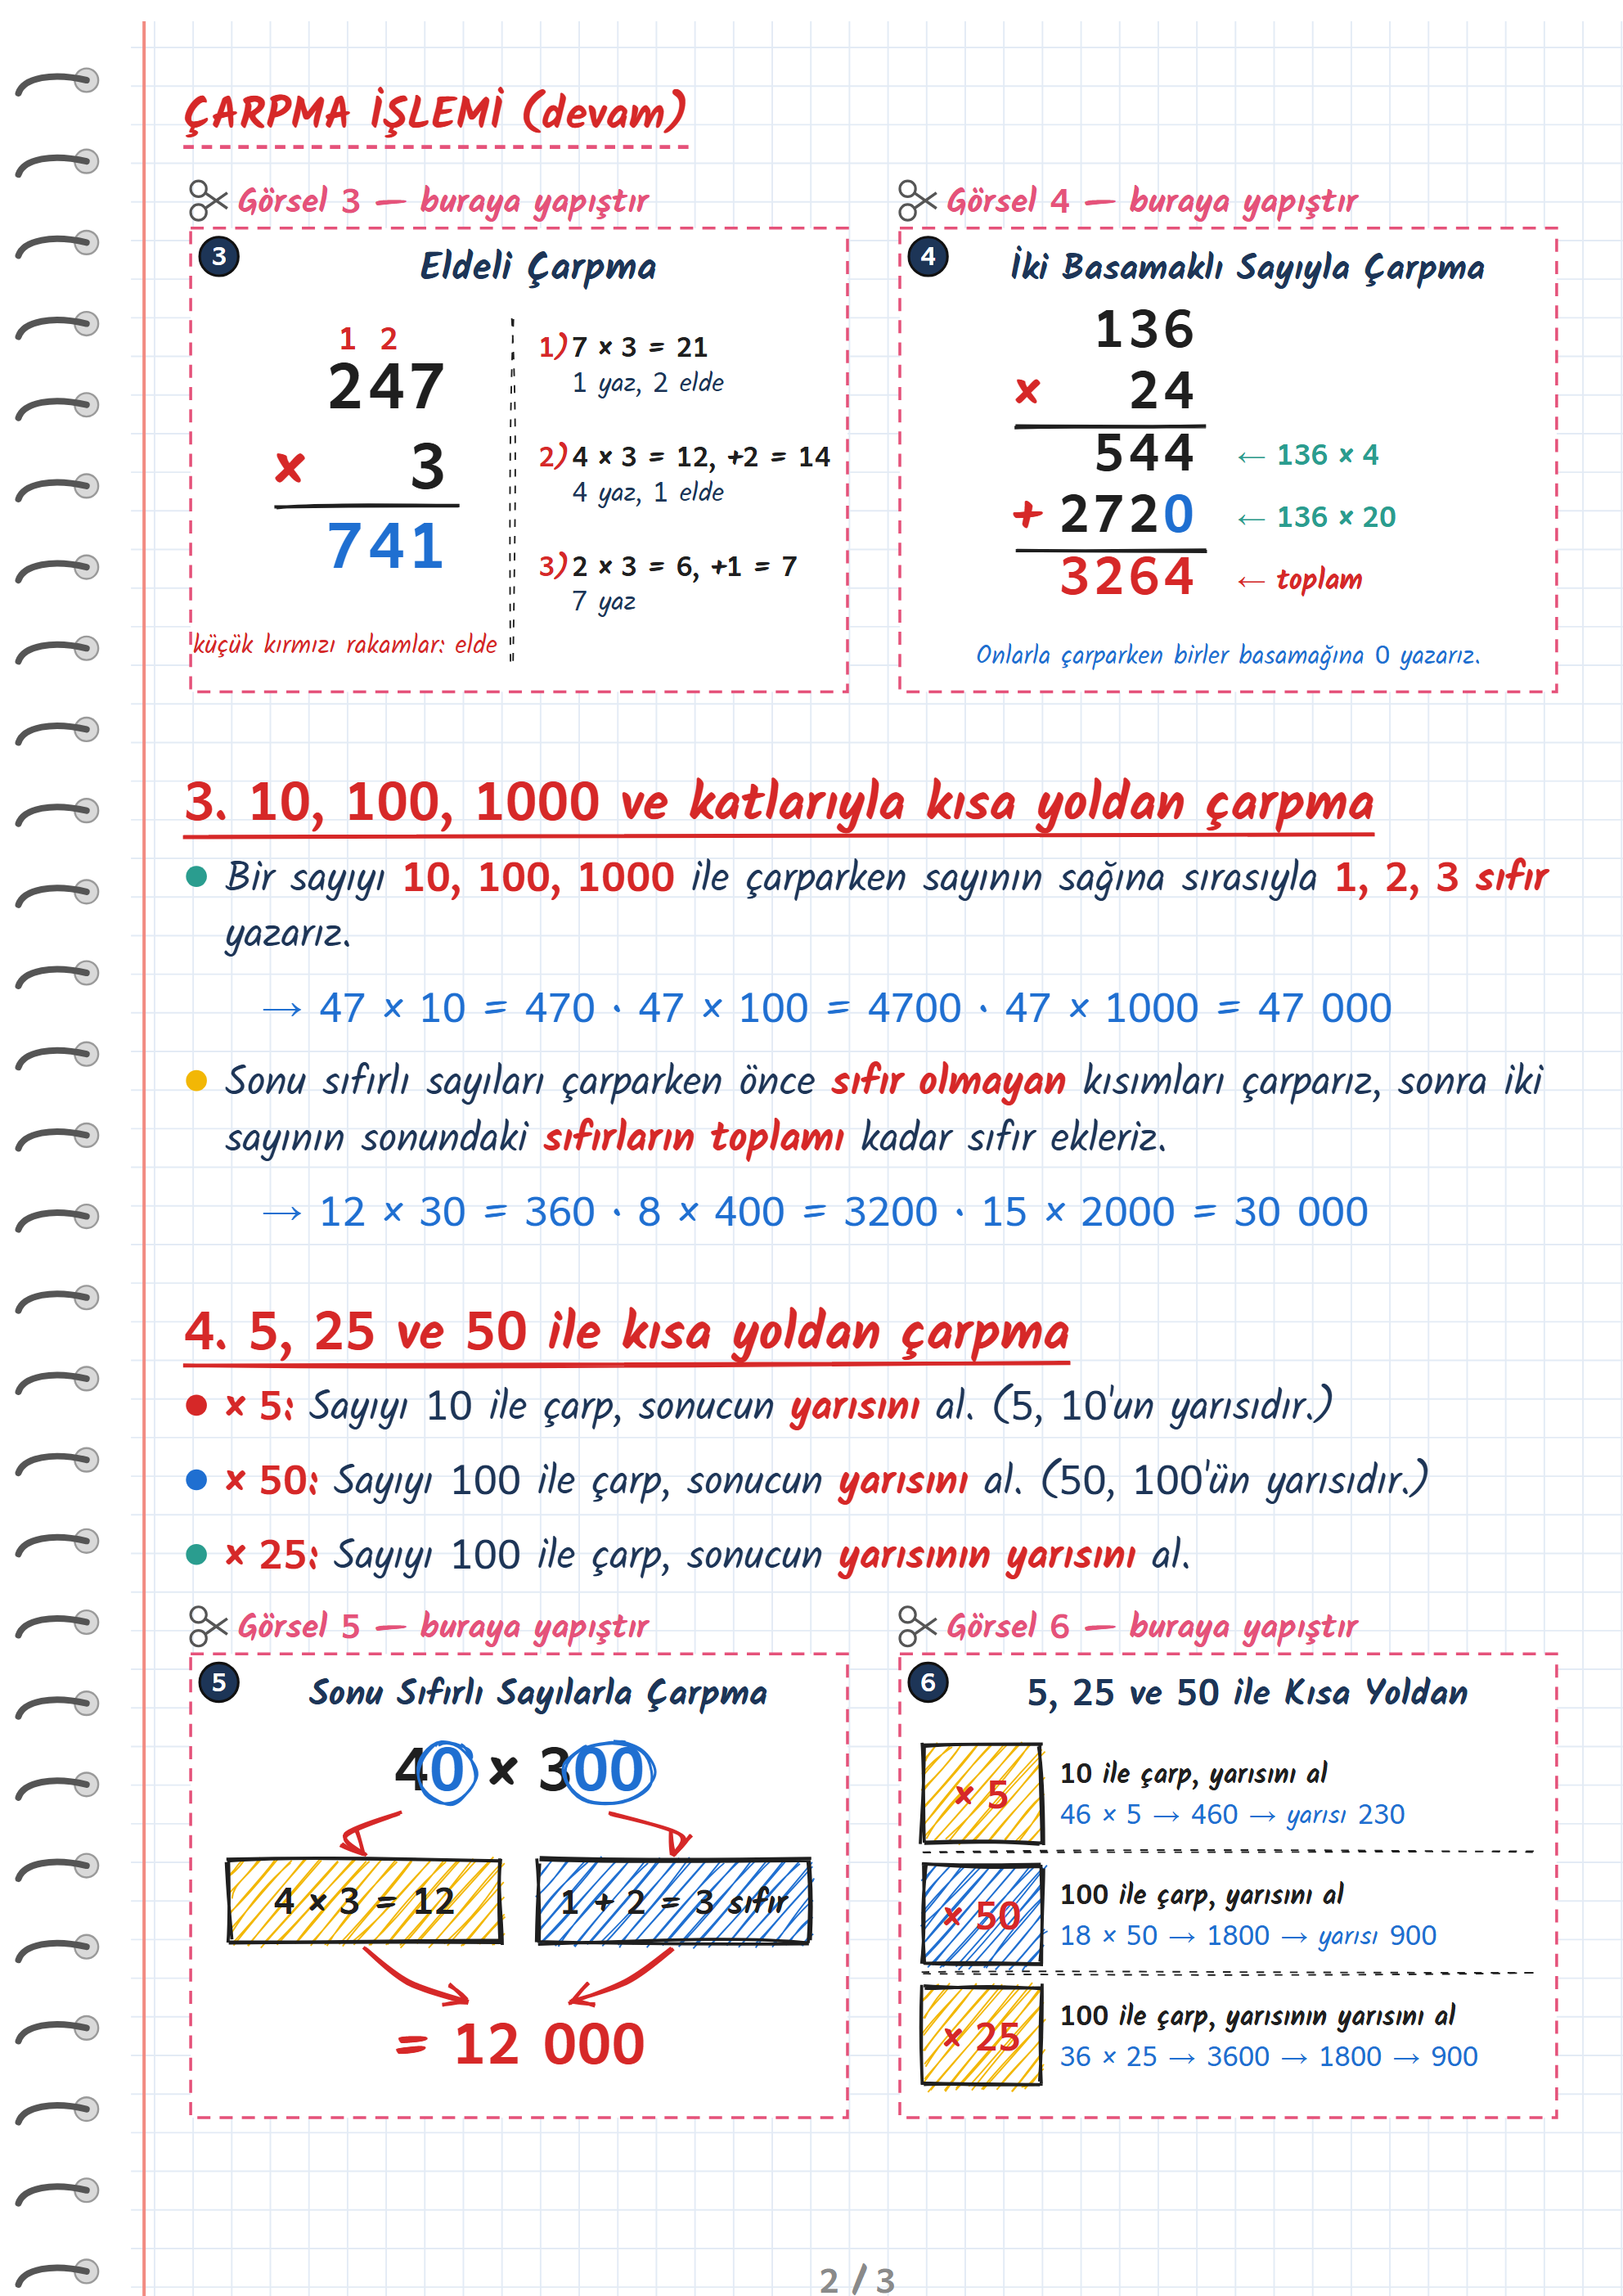 ÇARPMA İŞLEMİ (devam)
Görsel 3 — buraya yapıştır
3
Eldeli Çarpma
1 2
247
× 3
741
küçük kırmızı rakamlar: elde
1) 7 × 3 = 21
1 yaz, 2 elde
2) 4 × 3 = 12, +2 = 14
4 yaz, 1 elde
3) 2 × 3 = 6, +1 = 7
7 yaz
Görsel 4 — buraya yapıştır
4
İki Basamaklı Sayıyla Çarpma
136
× 24
544 ← 136 × 4
+ 2720 ← 136 × 20
3264 ← toplam
Onlarla çarparken birler basamağına 0 yazarız.
3. 10, 100, 1000 ve katlarıyla kısa yoldan çarpma
Bir sayıyı 10, 100, 1000 ile çarparken sayının sağına sırasıyla 1, 2, 3 sıfır
yazarız.
→ 47 × 10 = 470 · 47 × 100 = 4700 · 47 × 1000 = 47 000
Sonu sıfırlı sayıları çarparken önce sıfır olmayan kısımları çarparız, sonra iki
sayının sonundaki sıfırların toplamı kadar sıfır ekleriz.
→ 12 × 30 = 360 · 8 × 400 = 3200 · 15 × 2000 = 30 000
4. 5, 25 ve 50 ile kısa yoldan çarpma
× 5: Sayıyı 10 ile çarp, sonucun yarısını al. (5, 10'un yarısıdır.)
× 50: Sayıyı 100 ile çarp, sonucun yarısını al. (50, 100'ün yarısıdır.)
× 25: Sayıyı 100 ile çarp, sonucun yarısının yarısını al.
Görsel 5 — buraya yapıştır
5
Sonu Sıfırlı Sayılarla Çarpma
40 × 300
4 × 3 = 12
1 + 2 = 3 sıfır
= 12 000
Görsel 6 — buraya yapıştır
6
5, 25 ve 50 ile Kısa Yoldan
× 5
10 ile çarp, yarısını al
46 × 5 → 460 → yarısı 230
× 50
100 ile çarp, yarısını al
18 × 50 → 1800 → yarısı 900
× 25
100 ile çarp, yarısının yarısını al
36 × 25 → 3600 → 1800 → 900
2 / 3